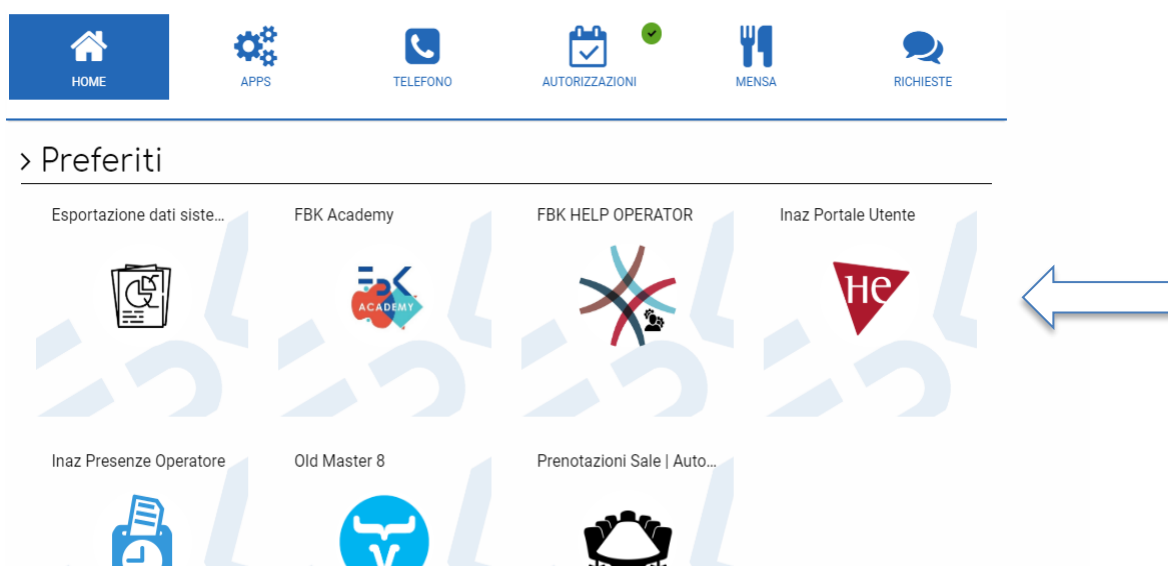 HOME
APPS
TELEFONO
AUTORIZZAZIONI
MENSA
RICHIESTE
> Preferiti
Esportazione dati siste...
FBK Academy
FBK HELP OPERATOR
Inaz Portale Utente
FBK
ACADEMY
He
Inaz Presenze Operatore
Old Master 8
Prenotazioni Sale | Auto...